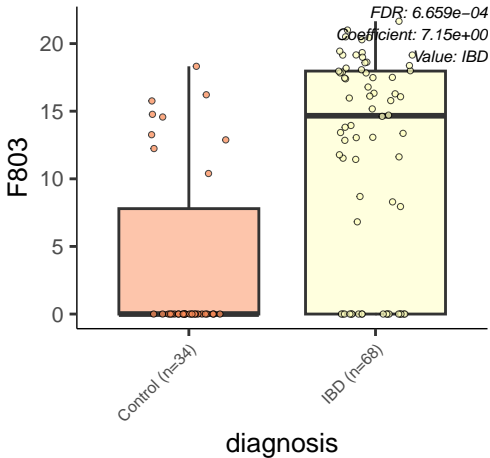 FDR: 6.659e−04
Coefficient: 7.15e+00
Value: IBD
20
15
10
5
0
F803
Control (n=34)
IBD (n=68)
diagnosis